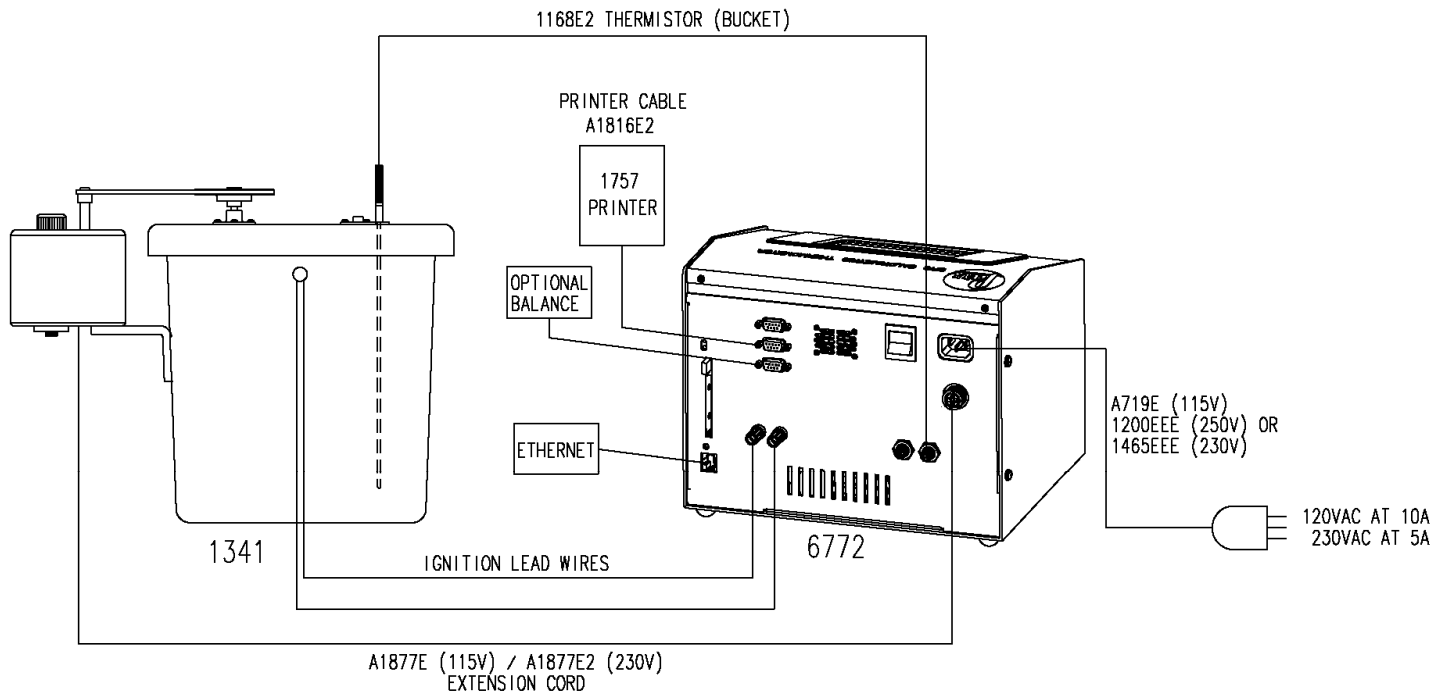 1168E2 THERMISTOR (BUCKET)
PRINTER CABLE
A1816E2
1757
PRINTER
OPTIONAL
BALANCE
ETHERNET
A719E (115V)
1200EEE (250V) OR
1465EEE (230V)
120VAC AT 10A
230VAC AT 5A
1341
6772
IGNITION LEAD WIRES
A1877E (115V) / A1877E2 (230V)
EXTENSION CORD